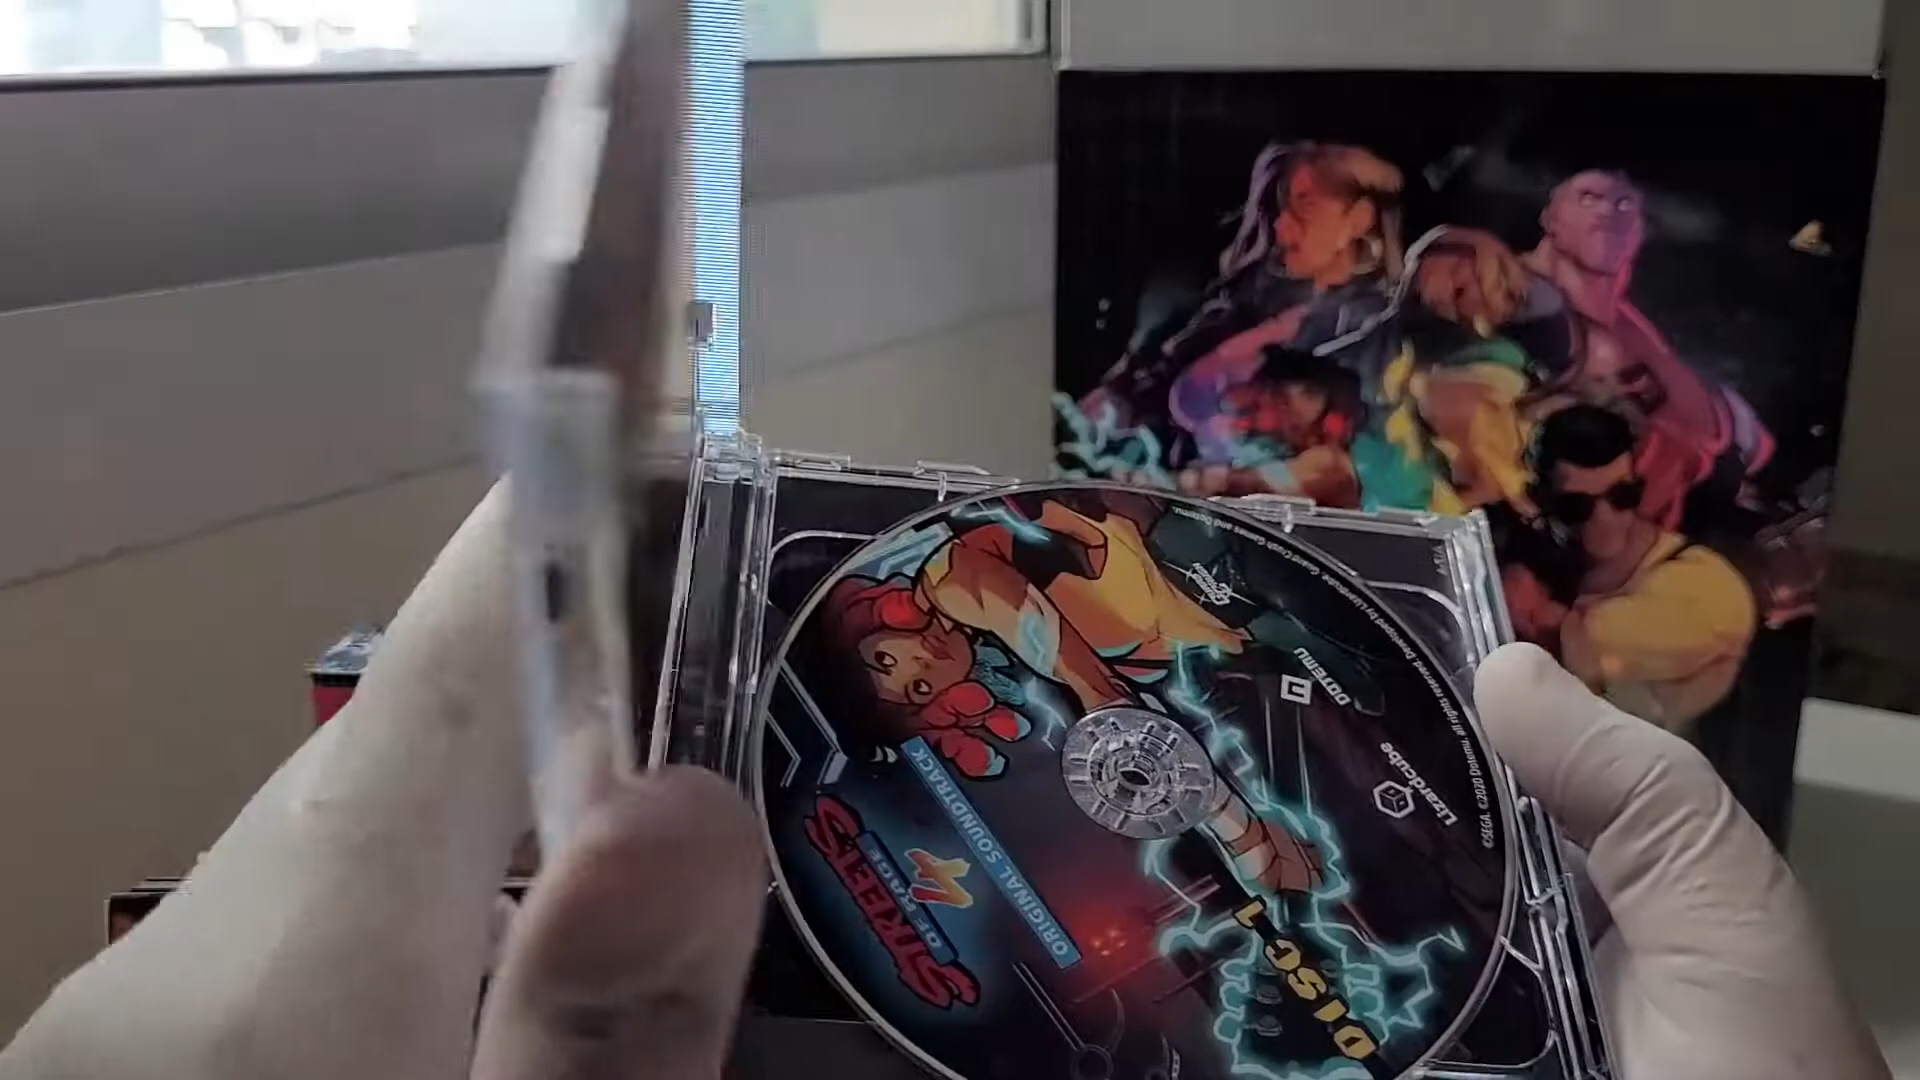 STREETS
OF RAGE
4
ORIGINAL SOUNDTRACK
DISC 1
DOTEMU
Lizardcube
©SEGA. ©2020 Dotemu, all rights reserved. Developed by Lizardcube, Guard Crush Games and Dotemu.